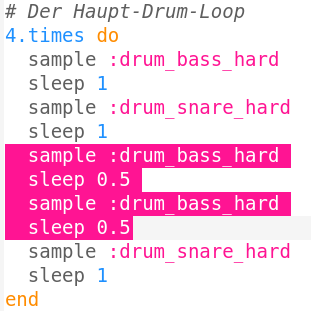 # Der Haupt-Drum-Loop
4.times do
  sample :drum_bass_hard
  sleep 1
  sample :drum_snare_hard
  sleep 1
  sample :drum_bass_hard
  sleep 0.5
  sample :drum_bass_hard
  sleep 0.5
  sample :drum_snare_hard
  sleep 1
end